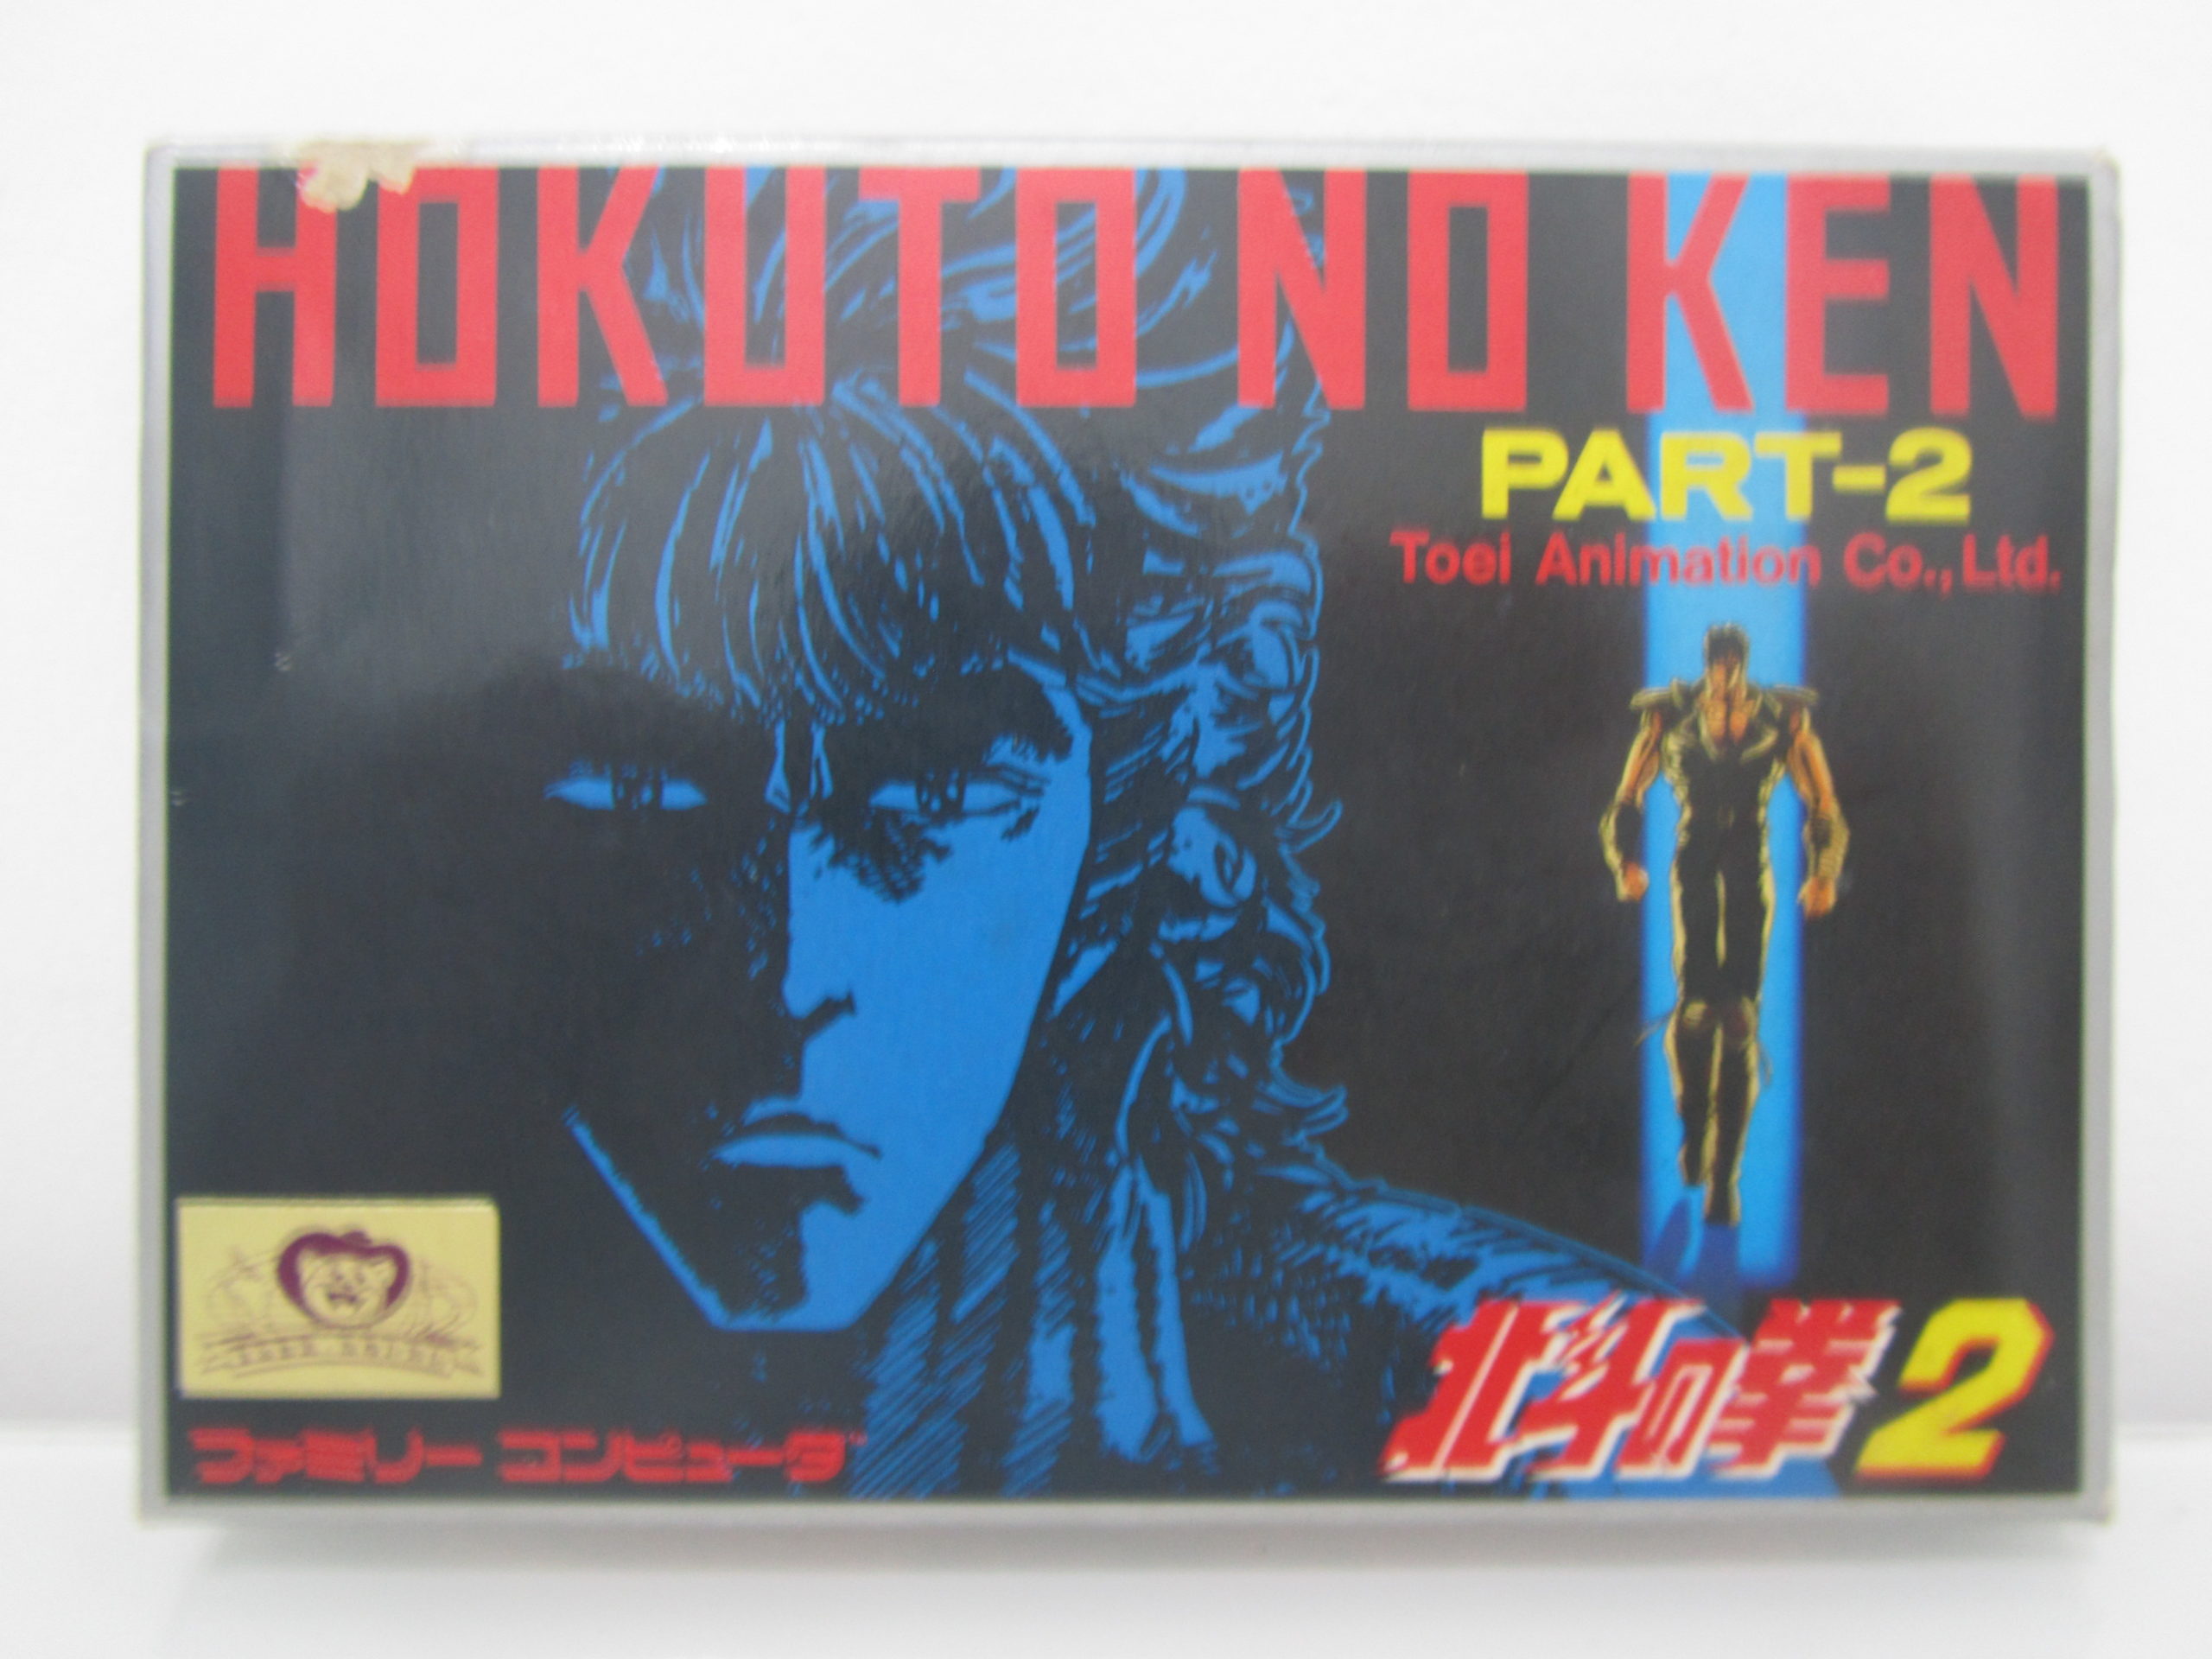 HOKUTO NO KEN
PART-2
Toei Animation Co., Ltd.
北斗の拳2
ファミリー コンピュータ